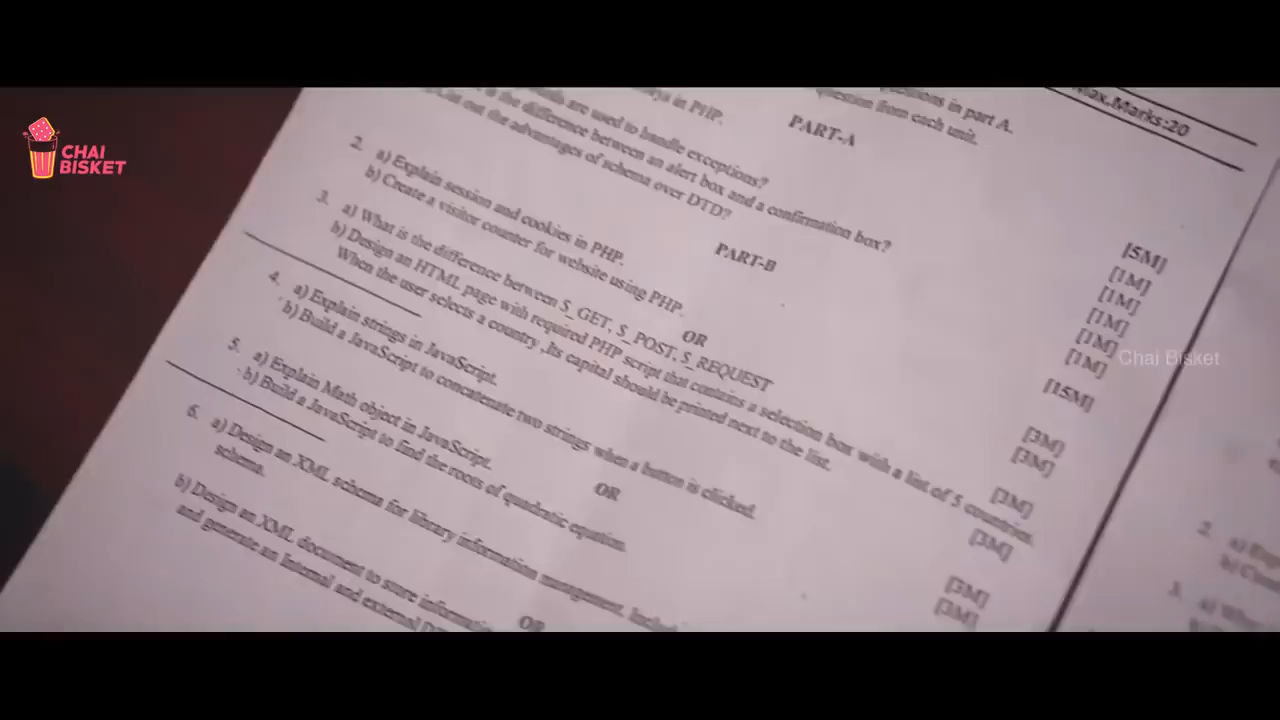 CHAI
BISKET
Max.Marks:20
questions in part A.
question from each unit.
PART-A
[5M]
in PHP.
[1M]
are used to handle exceptions?
[1M]
is the difference between an alert box and a confirmation box?
[1M]
out the advantages of schema over DTD?
[1M]
[1M]
PART-B
[15M]
2. a) Explain session and cookies in PHP.
[3M]
b) Create a visitor counter for website using PHP.
[3M]
OR
3. a) What is the difference between $_GET, $_POST, $_REQUEST
[3M]
b) Design an HTML page with required PHP script that contains a selection box with a list of 5 countries.
When the user selects a country ,Its capital should be printed next to the list.
[3M]
4. a) Explain strings in JavaScript.
[3M]
b) Build a JavaScript to concatenate two strings when a button is clicked.
[3M]
OR
5. a) Explain Math object in JavaScript.
b) Build a JavaScript to find the roots of quadratic equation.
6. a) Design an XML schema for library information
schema.
OR
b) Design an XML document to store
and generate an Internal and external
Chai Bisket
2.
3.